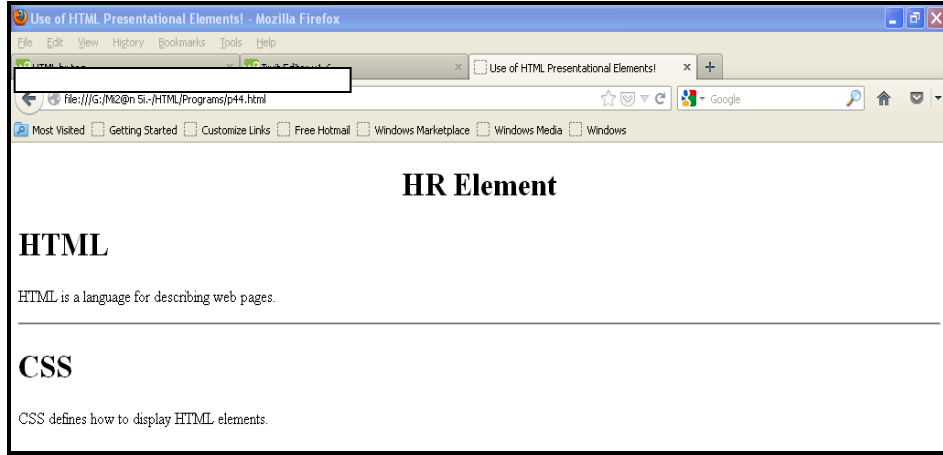 Use of HTML Presentational Elements! - Mozilla Firefox
File Edit View History Bookmarks Tools Help
Use of HTML Presentational Elements!
file:///G:/Mi2@n 5i.-/HTML/Programs/p44.html Google
Most Visited Getting Started Customize Links Free Hotmail Windows Marketplace Windows Media Windows
HR Element
HTML
HTML is a language for describing web pages.
CSS
CSS defines how to display HTML elements.